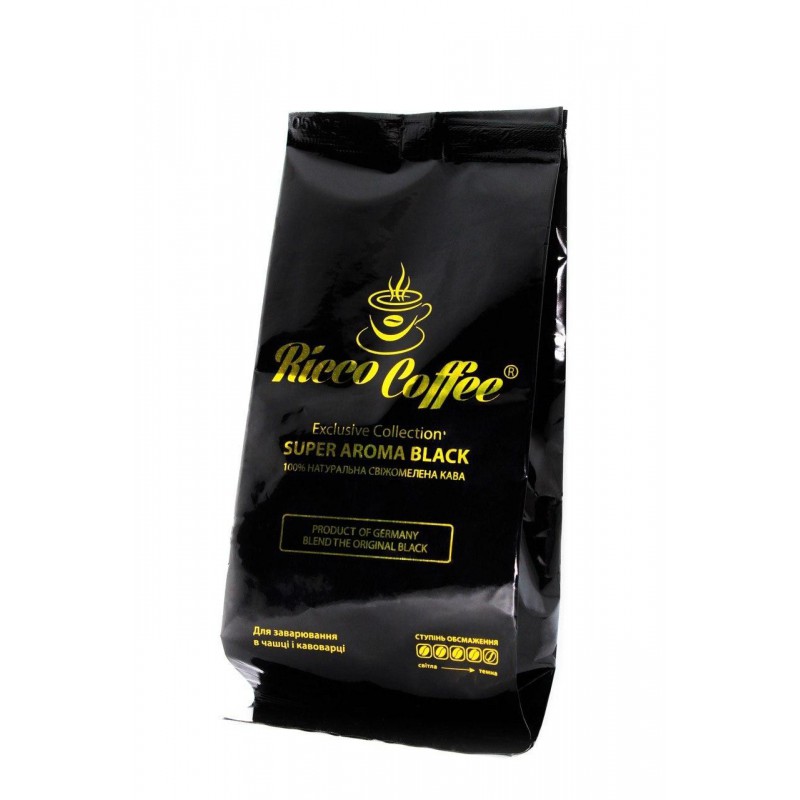 Ricco Coffee®
Exclusive Collection
SUPER AROMA BLACK
100% НАТУРАЛЬНА СВІЖОМЕЛЕНА КАВА
PRODUCT OF GERMANY
BLEND THE ORIGINAL BLACK
Для заварювання
в чашці і кавоварці
СТУПІНЬ ОБСМАЖЕННЯ
світла темна